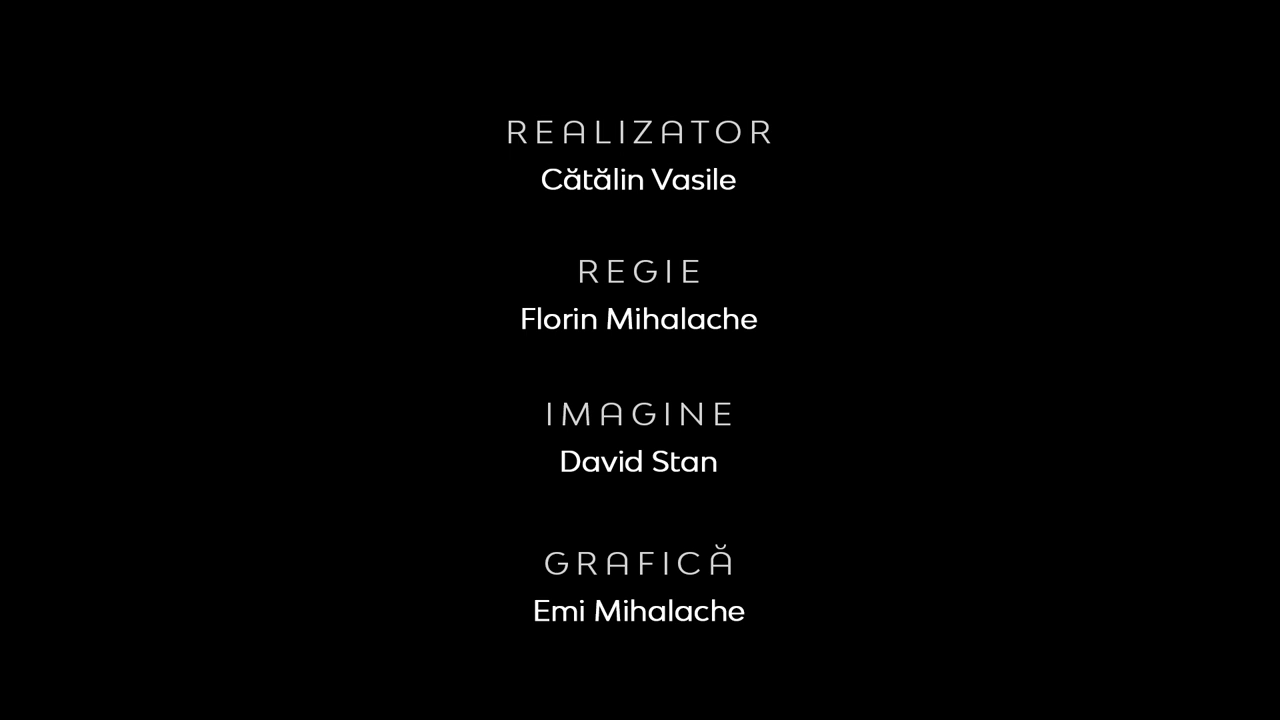 REALIZATOR
Cătălin Vasile
REGIE
Florin Mihalache
IMAGINE
David Stan
GRAFICĂ
Emi Mihalache